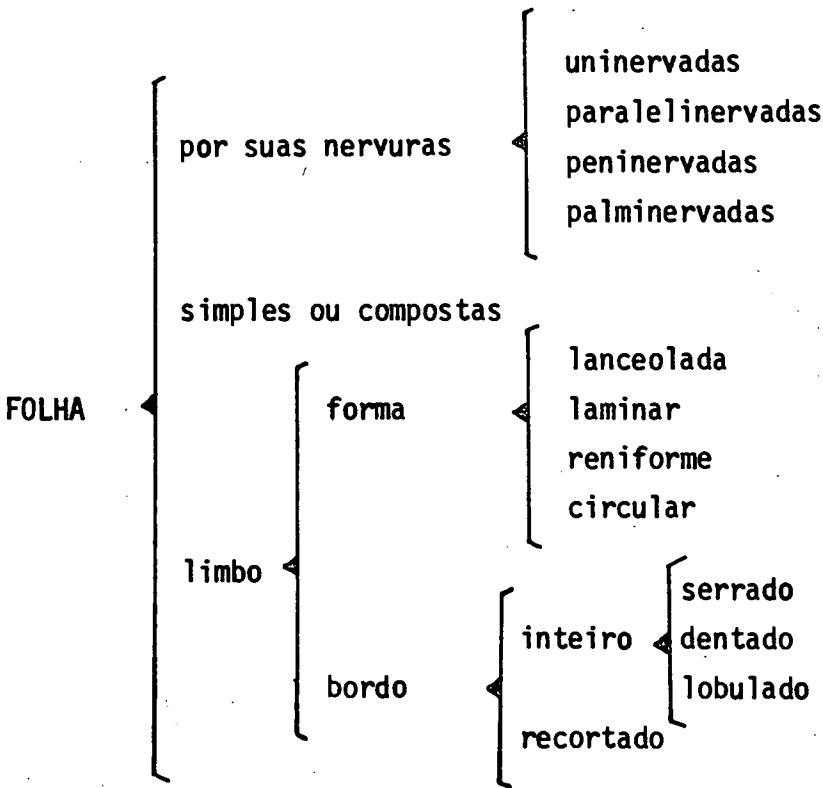 uninervadas
paralelinervadas
por suas nervuras
peninervadas
palminervadas
simples ou compostas
lanceolada
FOLHA
forma
laminar
reniforme
circular
limbo
serrado
inteiro
dentado
bordo
lobulado
recortado